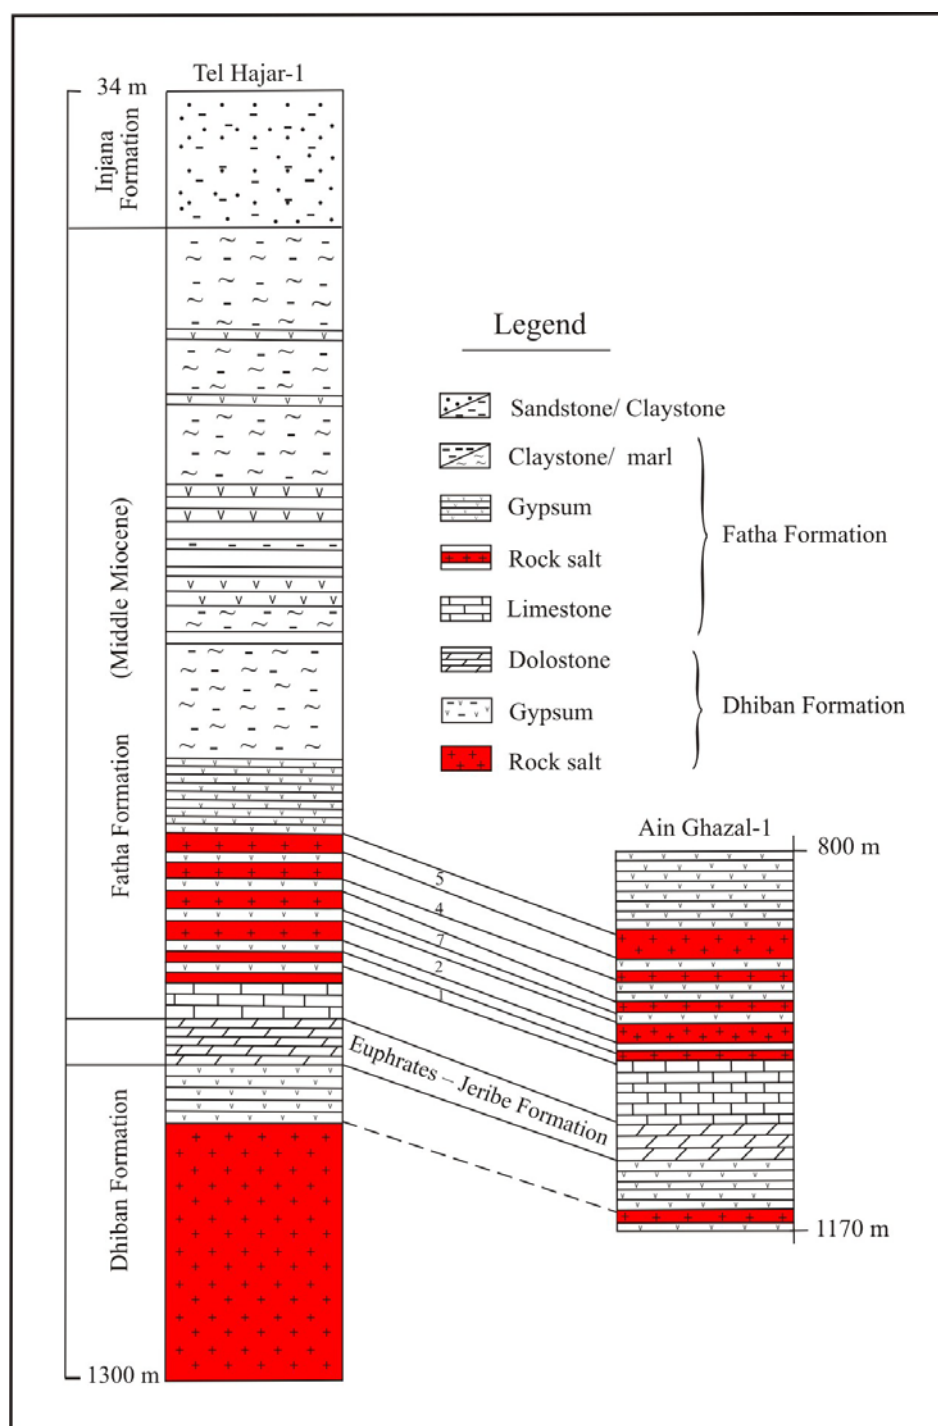 Tel Hajar-1
34 m
Injana
Formation
Legend
Sandstone/ Claystone
Claystone/ marl
Gypsum
Rock salt
Limestone
Fatha Formation
Dolostone
Gypsum
Rock salt
Dhiban Formation
Fatha Formation (Middle Miocene)
Ain Ghazal-1
800 m
5
4
7
2
1
Euphrates – Jeribe Formation
Dhiban Formation
1170 m
1300 m